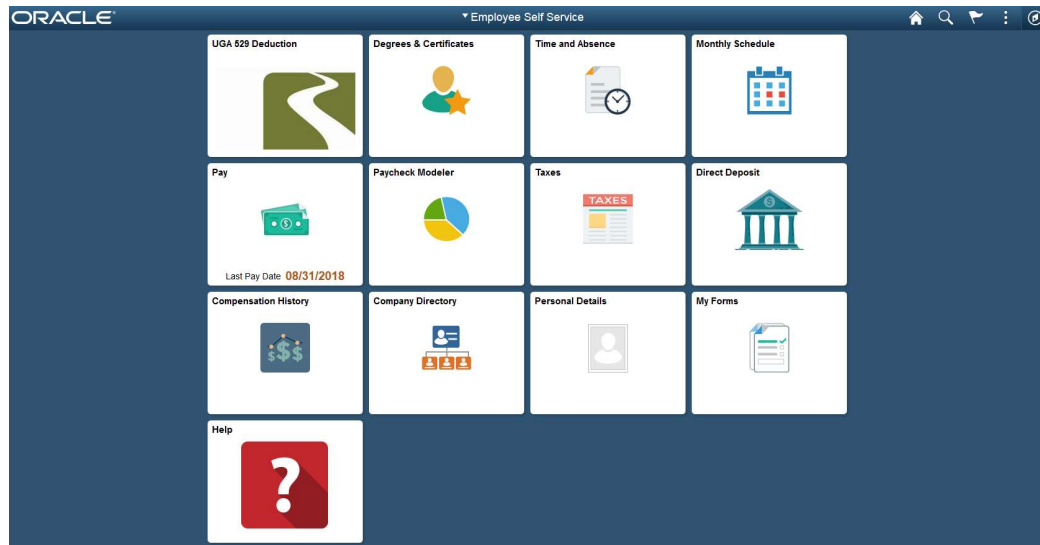 ORACLE®
Employee Self Service
UGA 529 Deduction
Degrees & Certificates
Time and Absence
Monthly Schedule
Pay
Last Pay Date 08/31/2018
Paycheck Modeler
Taxes
TAXES
Direct Deposit
$
Compensation History
$$$
Company Directory
Personal Details
My Forms
Help
?